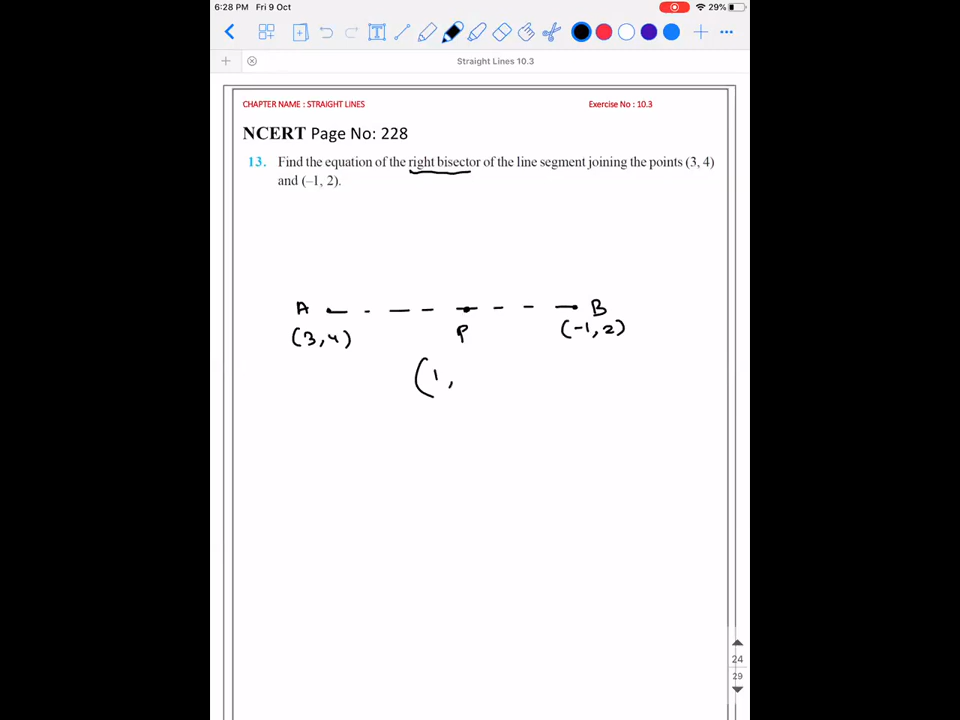 6:28 PM Fri 9 Oct 29%
Straight Lines 10.3
CHAPTER NAME : STRAIGHT LINES Exercise No : 10.3
NCERT Page No: 228
13. Find the equation of the right bisector of the line segment joining the points (3, 4)
and (–1, 2).
A B
(3,4) P (-1,2)
(1,
24
29